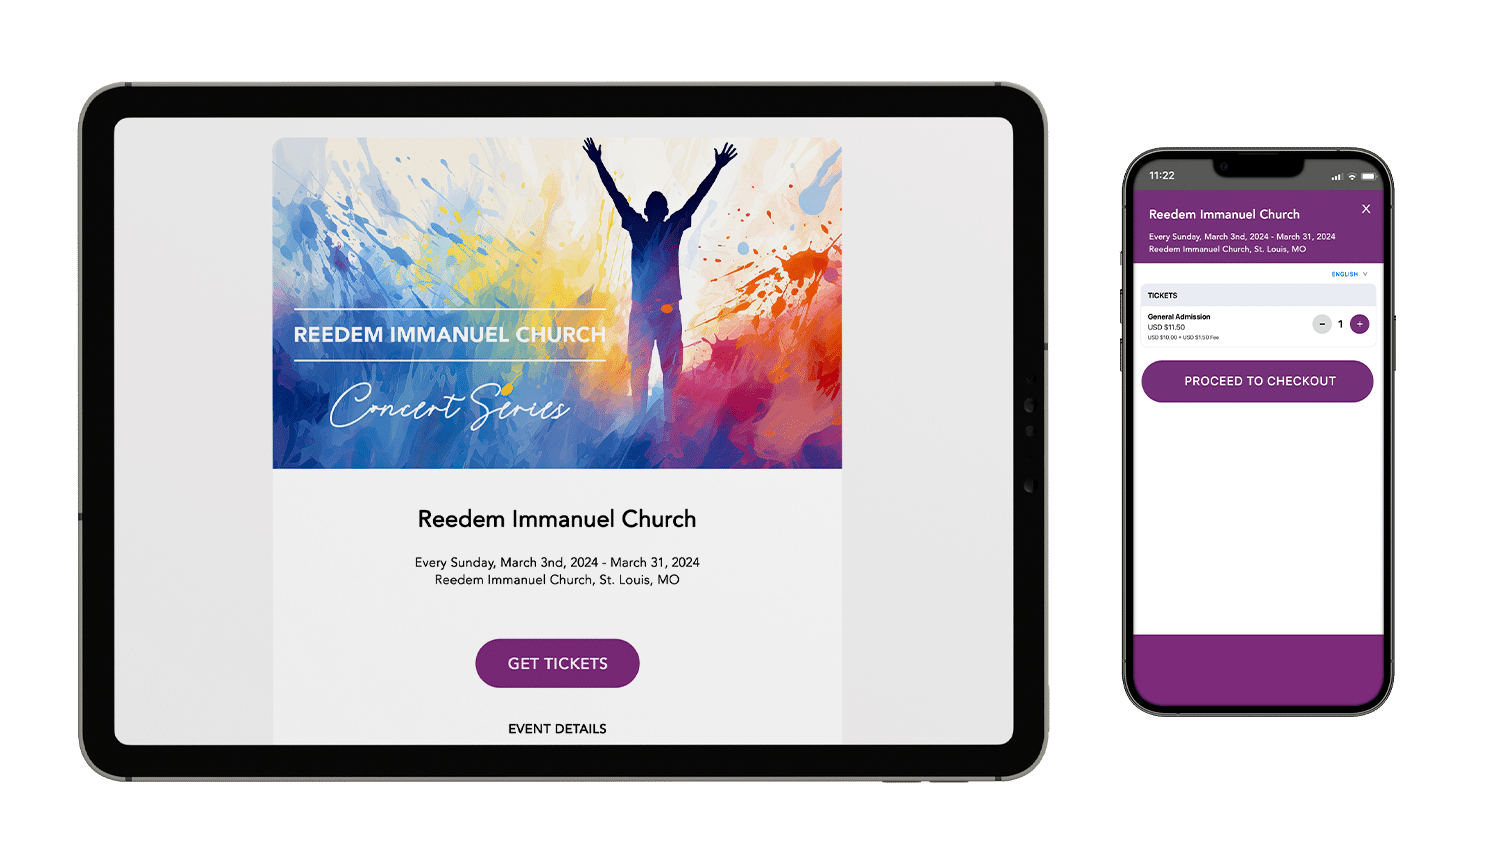 REEDEM IMMANUEL CHURCH
Concert Series
Reedem Immanuel Church
Every Sunday, March 3nd, 2024 - March 31, 2024
Reedem Immanuel Church, St. Louis, MO
GET TICKETS
EVENT DETAILS
11:22
Reedem Immanuel Church
X
Every Sunday, March 3nd, 2024 - March 31, 2024
Reedem Immanuel Church, St. Louis, MO
ENGLISH
TICKETS
General Admission
USD $11.50
- 1 +
USD $10.00 + USD $1.50 Fee
PROCEED TO CHECKOUT